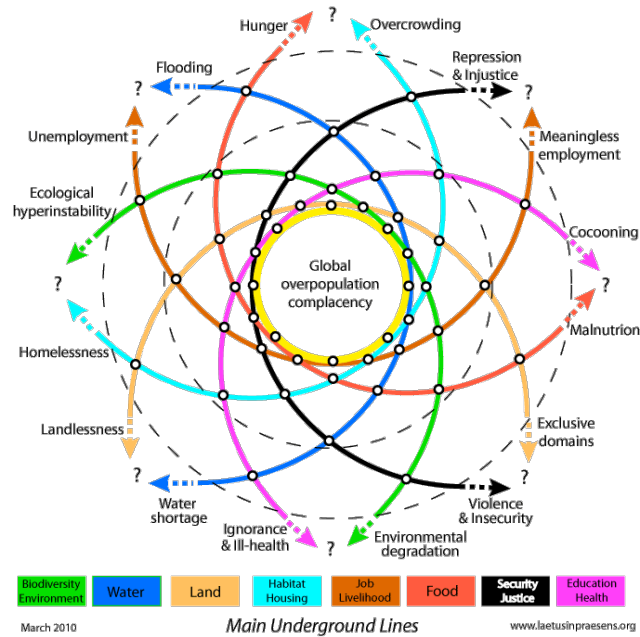 ?
Hunger
Overcrowding
Flooding
Repression
& Injustice
?
?
Unemployment
Meaningless
employment
Ecological
hyperinstability
Cocooning
Global
overpopulation
complacency
?
?
Malnutrition
Homelessness
Landlessness
Exclusive
domains
?
?
Water
shortage
Violence
& Insecurity
Ignorance
& Ill-health
Environmental
degradation
?
Biodiversity
Environment
Water
Land
Habitat
Housing
Job
Livelihood
Food
Security
Justice
Education
Health
March 2010
Main Underground Lines
www.laetusinpraesens.org